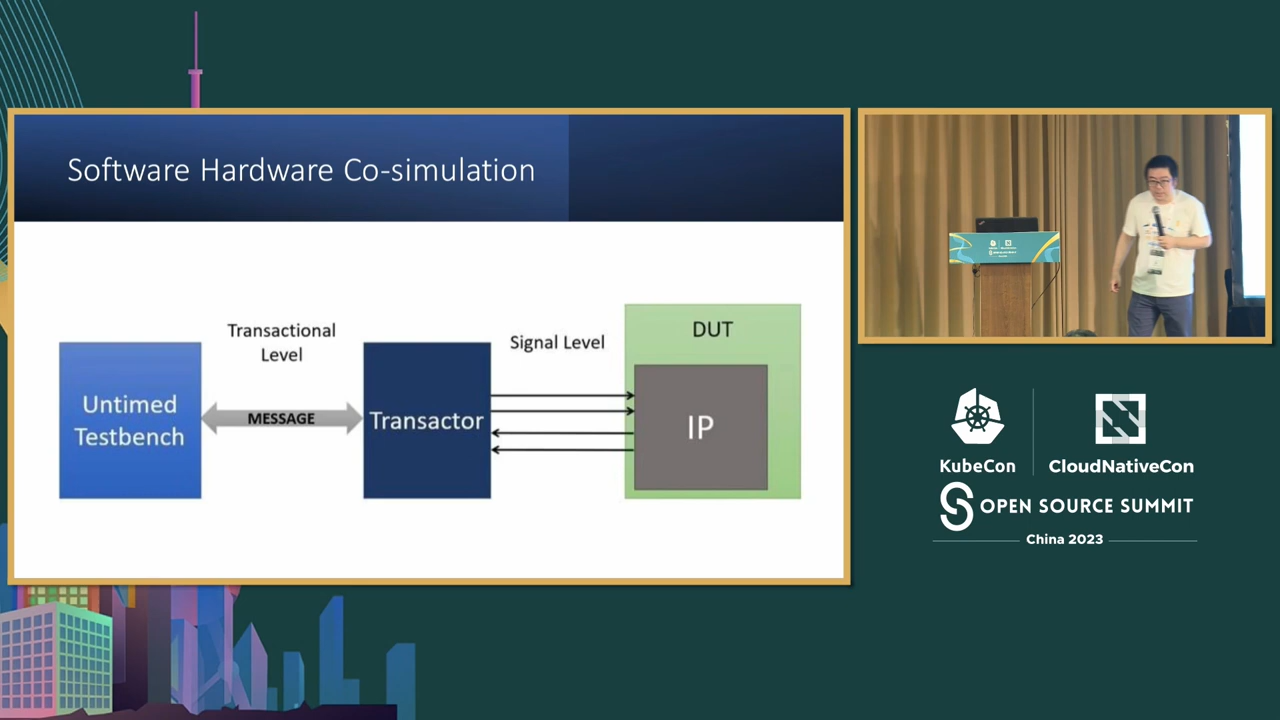 Software Hardware Co-simulation
Untimed
Testbench
Transactional
Level
MESSAGE
Transactor
Signal Level
DUT
IP
KubeCon
CloudNativeCon
OPEN SOURCE SUMMIT
China 2023